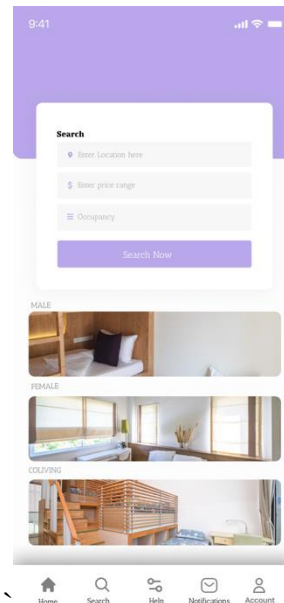 9:41
Search
Enter Location here
Enter price range
Occupancy
Search Now
MALE
FEMALE
COLIVING
Home Search Help Notifications Account